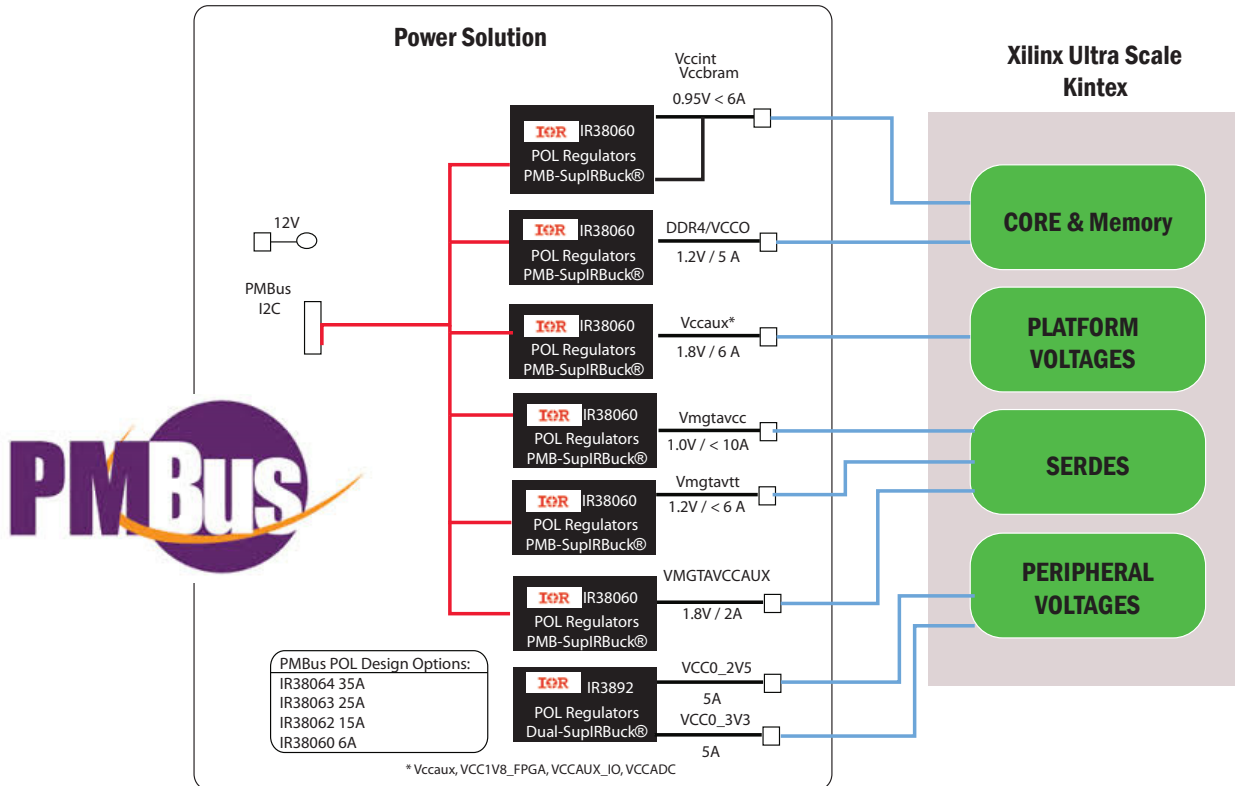 Power Solution
Xilinx Ultra Scale
Kintex
Vccint
Vccbram
0.95V < 6A
IOR IR38060
POL Regulators
PMB-SupIRBuck®
CORE & Memory
12V
IOR IR38060
POL Regulators
PMB-SupIRBuck®
DDR4/VCCO
1.2V / 5 A
PMBus
I2C
IOR IR38060
POL Regulators
PMB-SupIRBuck®
Vccaux*
1.8V / 6 A
PLATFORM
VOLTAGES
IOR IR38060
POL Regulators
PMB-SupIRBuck®
Vmgtavcc
1.0V / < 10A
SERDES
PMBus
IOR IR38060
POL Regulators
PMB-SupIRBuck®
Vmgtavtt
1.2V / < 6 A
IOR IR38060
POL Regulators
PMB-SupIRBuck®
VMGTAVCCAUX
1.8V / 2A
PERIPHERAL
VOLTAGES
PMBus POL Design Options:
IR38064 35A
IR38063 25A
IR38062 15A
IR38060 6A
IOR IR3892
POL Regulators
Dual-SupIRBuck®
VCC0_2V5
5A
VCC0_3V3
5A
* Vccaux, VCC1V8_FPGA, VCCAUX_IO, VCCADC